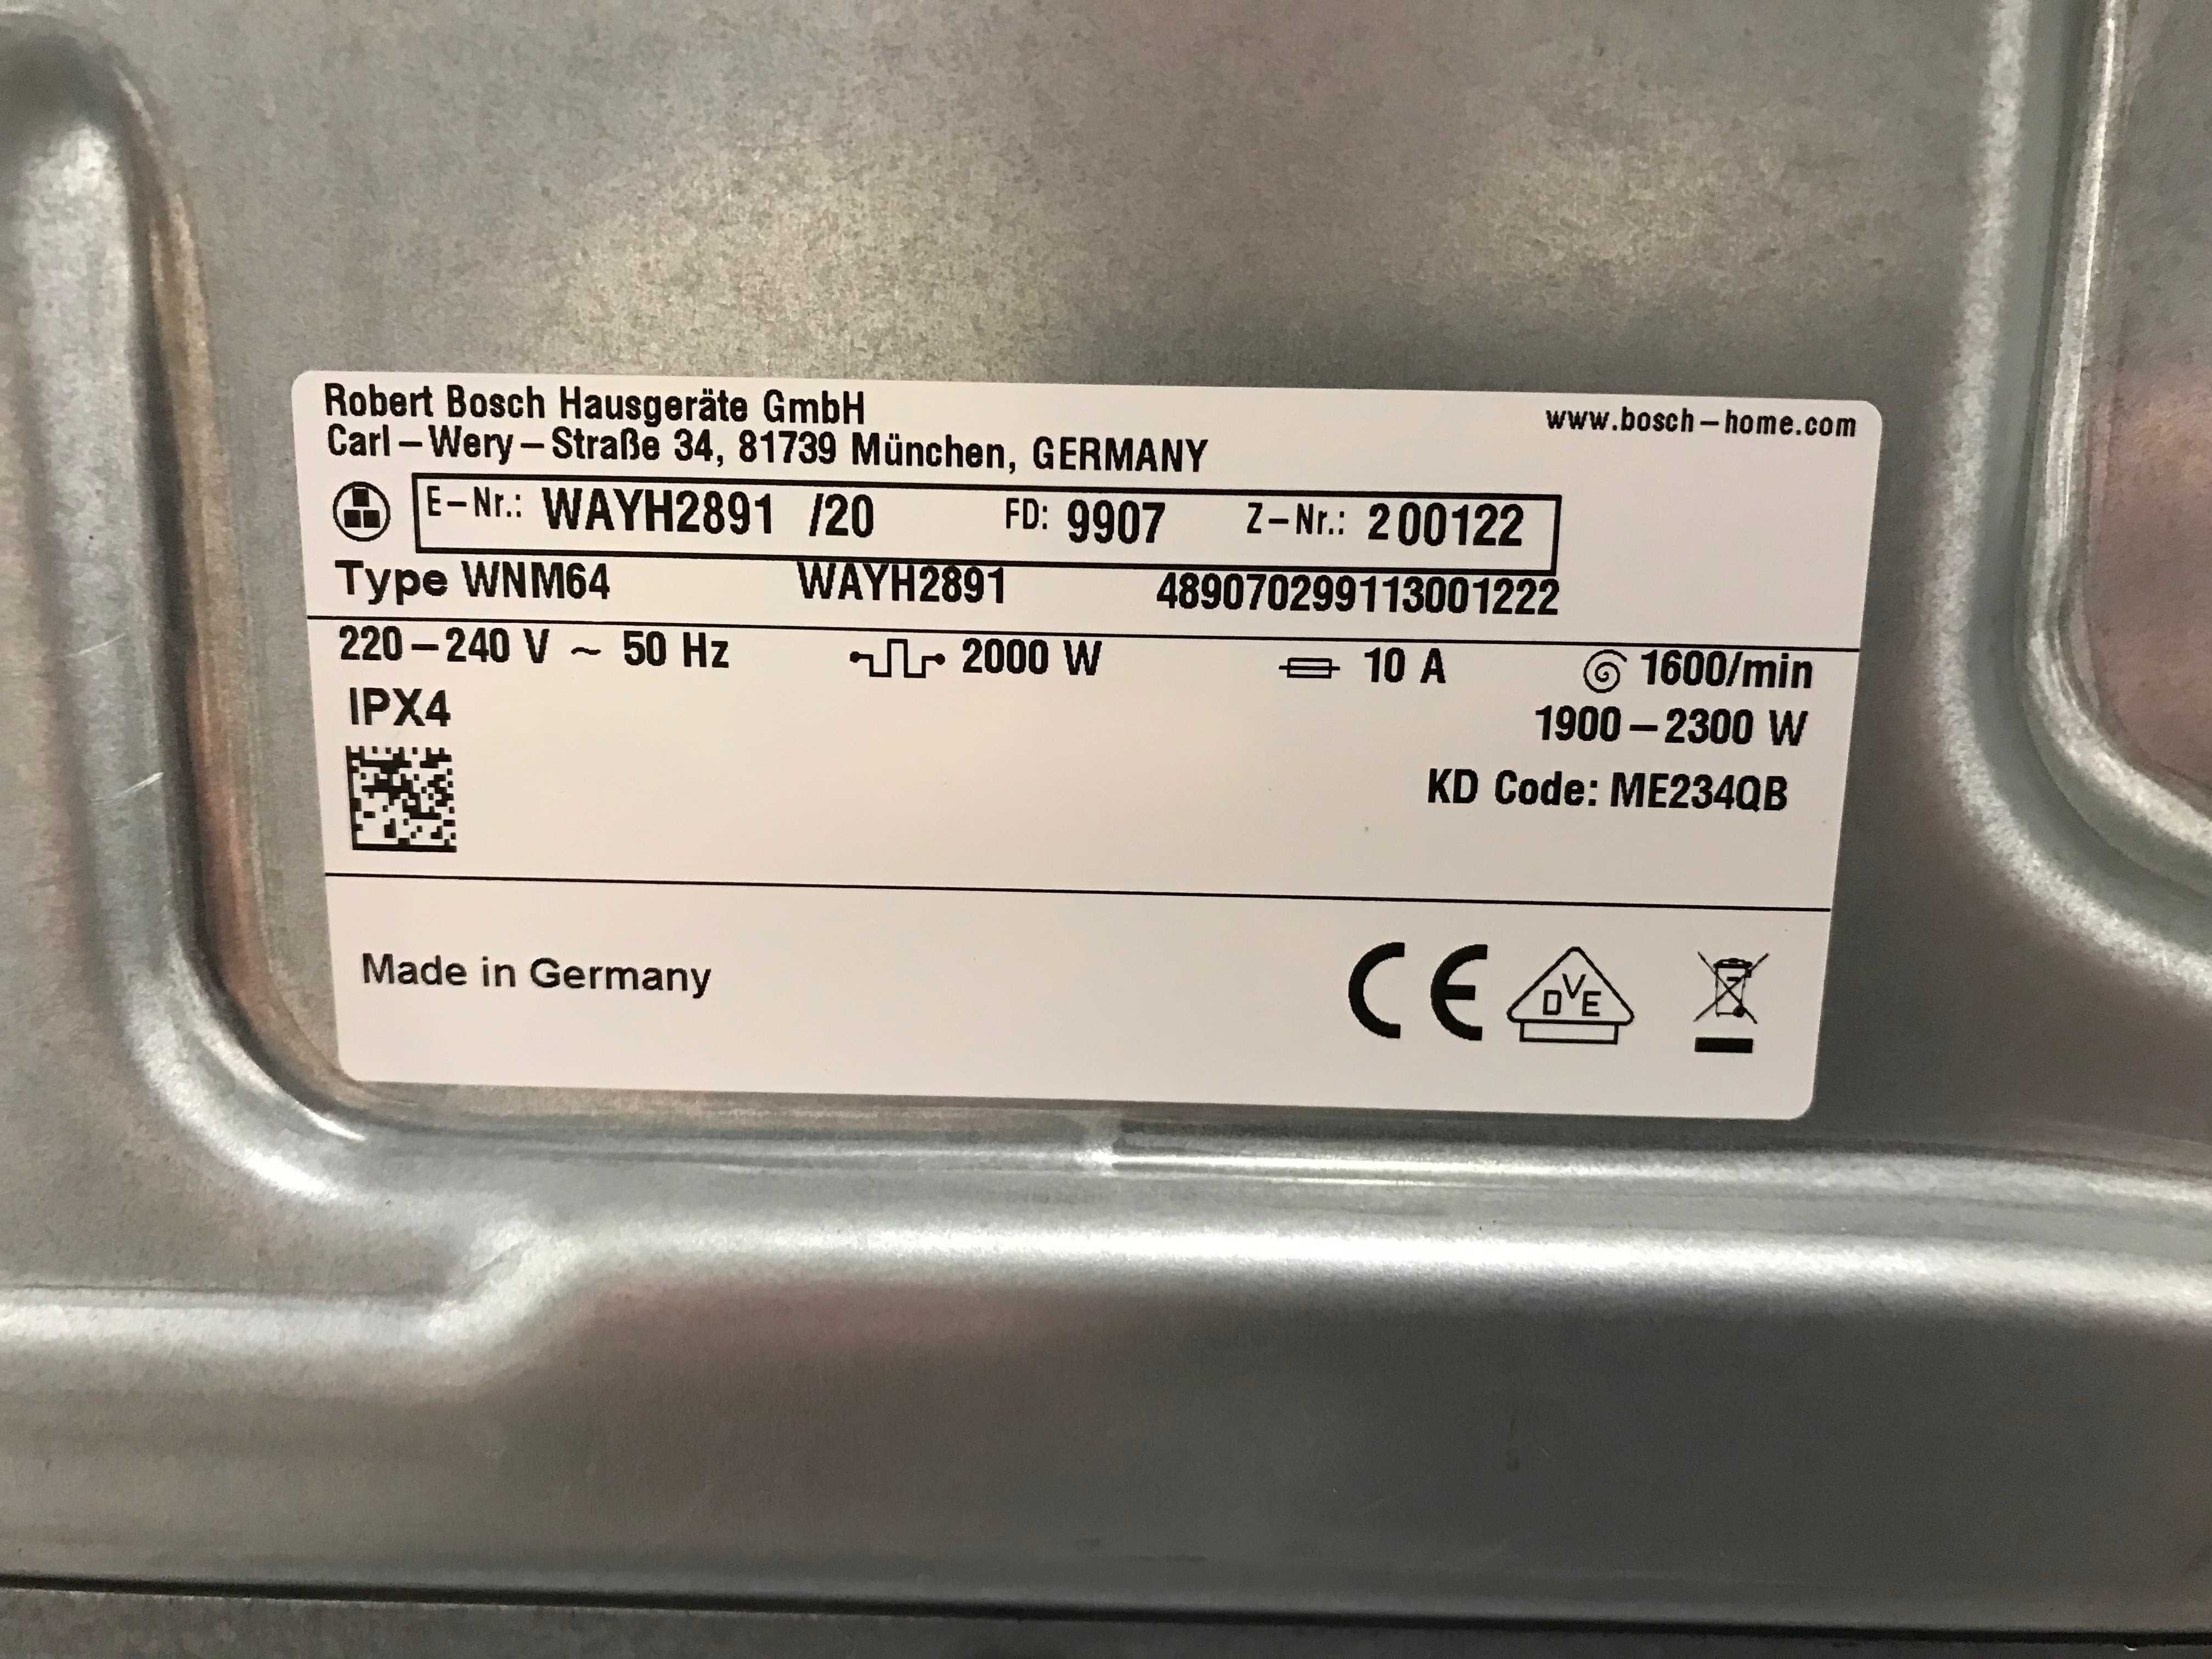 Robert Bosch Hausgeräte GmbH
www.bosch-home.com
Carl-Wery-Straße 34, 81739 München, GERMANY
E-Nr.: WAYH2891 /20 FD: 9907 Z-Nr.: 200122
Type WNM64 WAYH2891 489070299113001222
220-240 V ~ 50 Hz 2000 W 10 A 1600/min
IPX4 1900-2300 W
KD Code: ME234QB
Made in Germany CE DVE